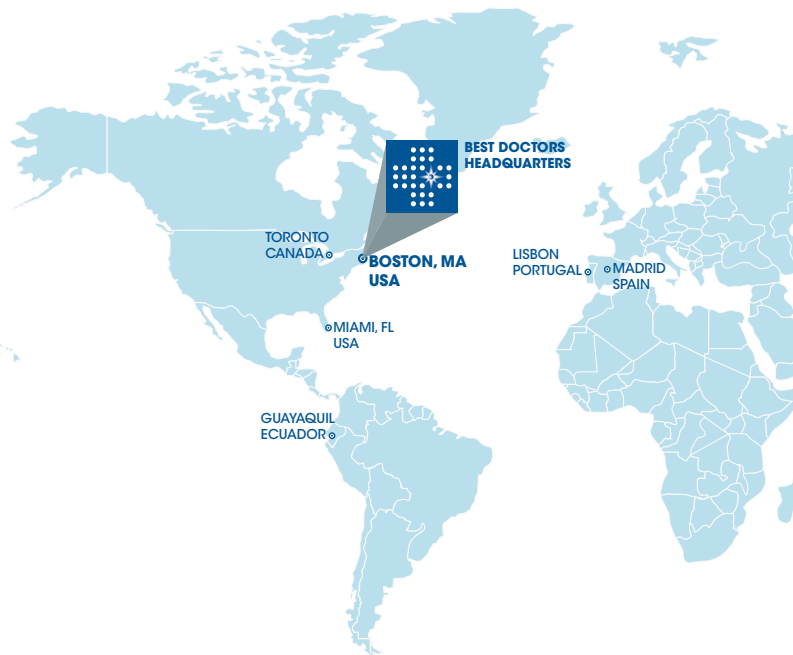 BEST DOCTORS
HEADQUARTERS
TORONTO
CANADA
BOSTON, MA
USA
LISBON
PORTUGAL
MADRID
SPAIN
MIAMI, FL
USA
GUAYAQUIL
ECUADOR